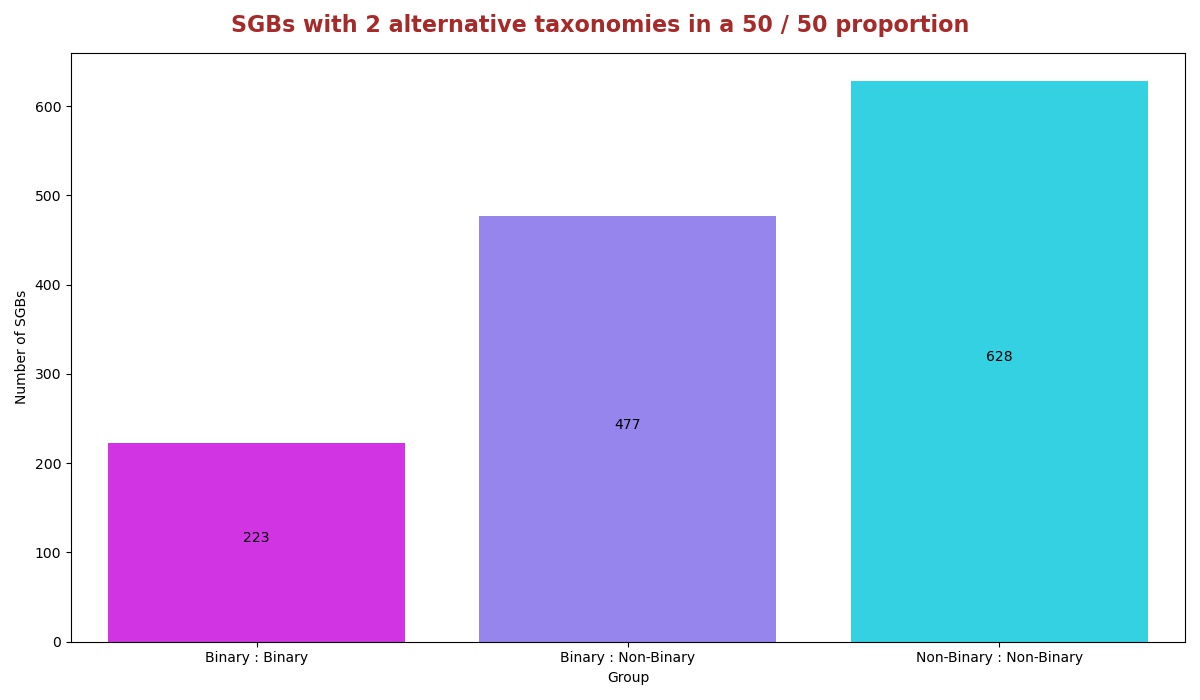 SGBs with 2 alternative taxonomies in a 50 / 50 proportion
Number of SGBs
600
500
400
300
200
100
0
223
477
628
Binary : Binary
Binary : Non-Binary
Non-Binary : Non-Binary
Group